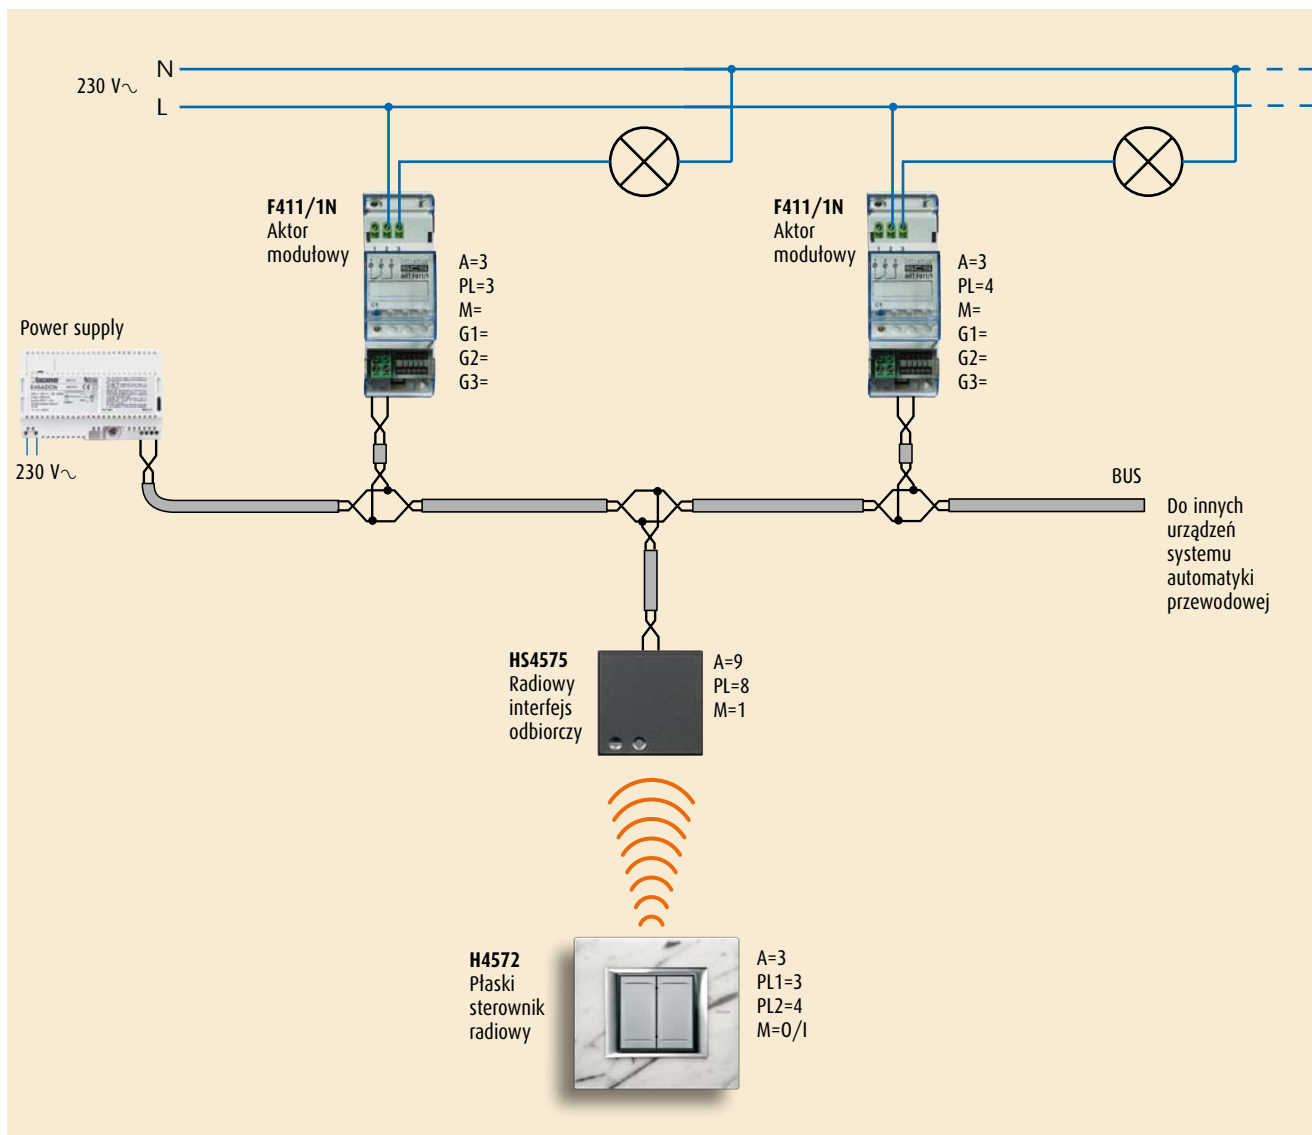 N
230 V~
L
F411/1N
Aktor
modułowy
A=3
PL=3
M=
G1=
G2=
G3=
F411/1N
Aktor
modułowy
A=3
PL=4
M=
G1=
G2=
G3=
Power supply
230 V~
BUS
Do innych
urządzeń
systemu
automatyki
przewodowej
HS4575
Radiowy
interfejs
odbiorczy
A=9
PL=8
M=1
H4572
Płaski
sterownik
radiowy
A=3
PL1=3
PL2=4
M=O/I